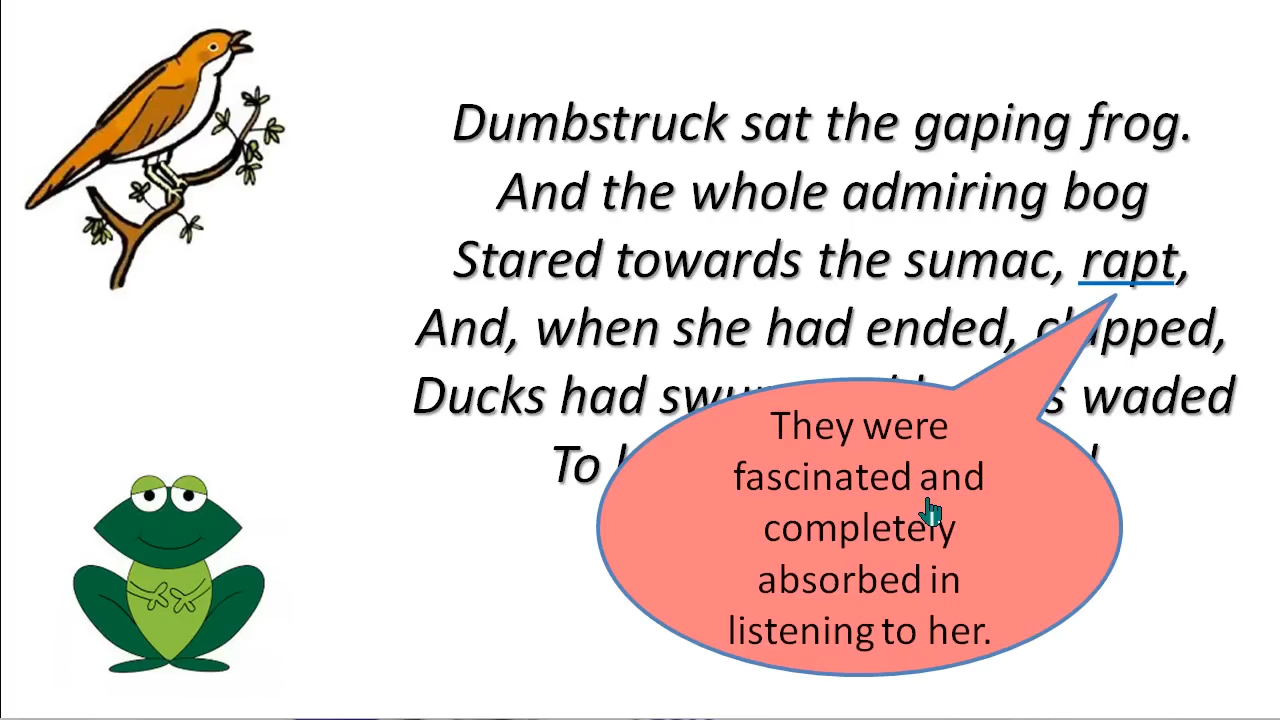 Dumbstruck sat the gaping frog.
And the whole admiring bog
Stared towards the sumac, rapt,
And, when she had ended, clapped,
Ducks had waded
To
They were
fascinated and
completely
absorbed in
listening to her.